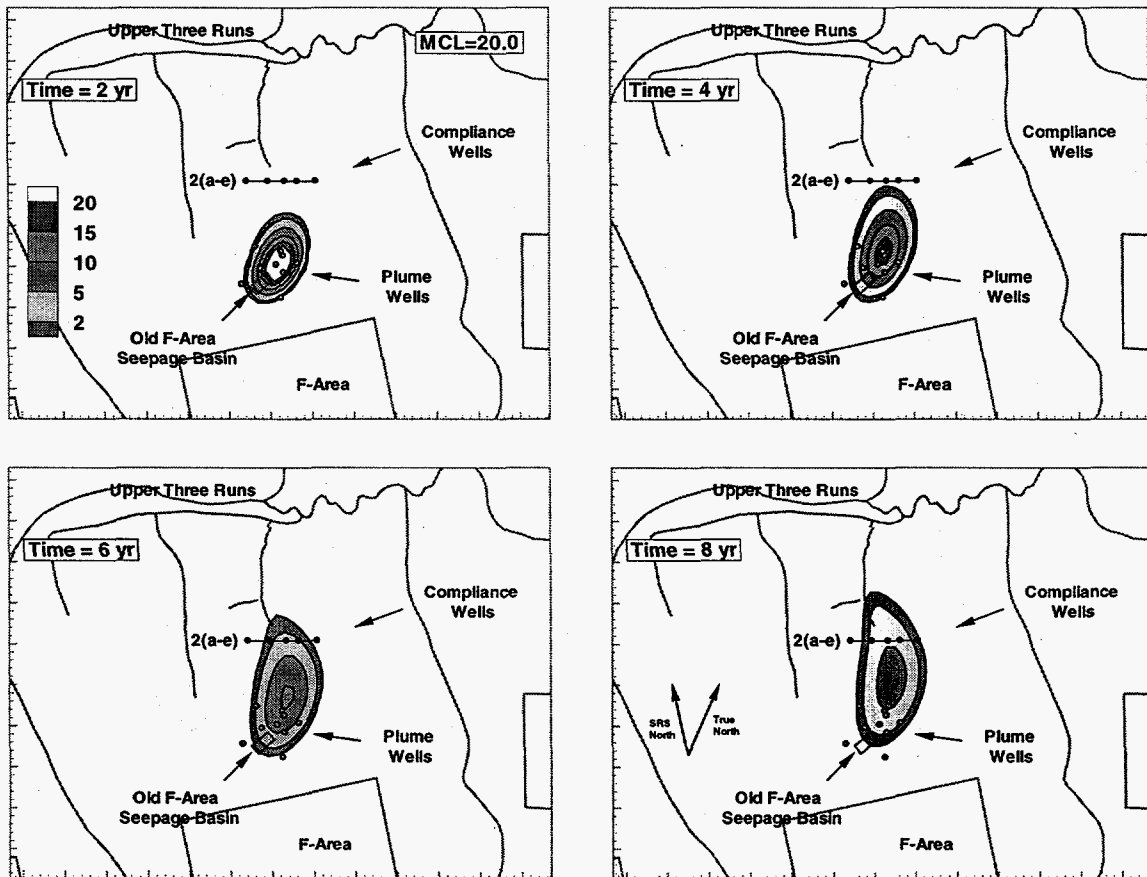 Upper Three Runs
MCL=20.0
Time = 2 yr
Compliance
Wells
2(a-e)
20
15
10
5
2
Plume
Wells
Old F-Area
Seepage Basin
F-Area
Upper Three Runs
Time = 4 yr
Compliance
Wells
2(a-e)
Plume
Wells
Old F-Area
Seepage Basin
F-Area
Upper Three Runs
Time = 6 yr
Compliance
Wells
2(a-e)
Plume
Wells
Old F-Area
Seepage Basin
F-Area
Upper Three Runs
Time = 8 yr
Compliance
Wells
2(a-e)
SRS
North
True
North
Plume
Wells
Old F-Area
Seepage Basin
F-Area